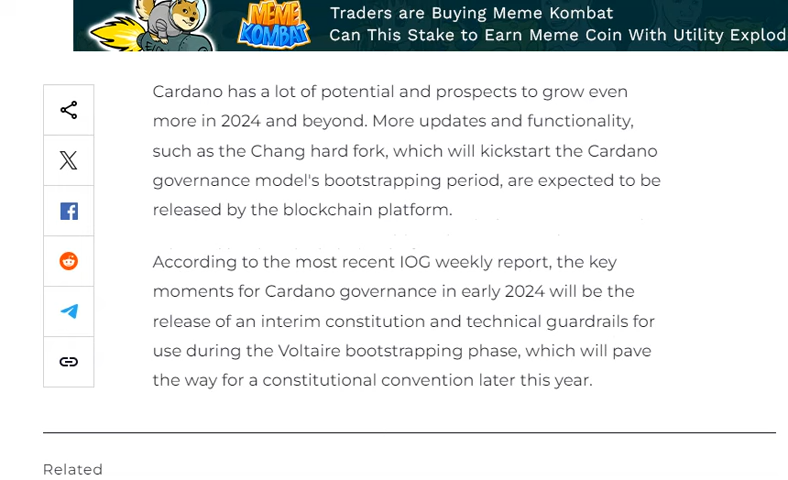 MEME
KOMBAT
Traders are Buying Meme Kombat
Can This Stake to Earn Meme Coin With Utility Explod
Cardano has a lot of potential and prospects to grow even
more in 2024 and beyond. More updates and functionality,
such as the Chang hard fork, which will kickstart the Cardano
governance model's bootstrapping period, are expected to be
released by the blockchain platform.
According to the most recent IOG weekly report, the key
moments for Cardano governance in early 2024 will be the
release of an interim constitution and technical guardrails for
use during the Voltaire bootstrapping phase, which will pave
the way for a constitutional convention later this year.
Related